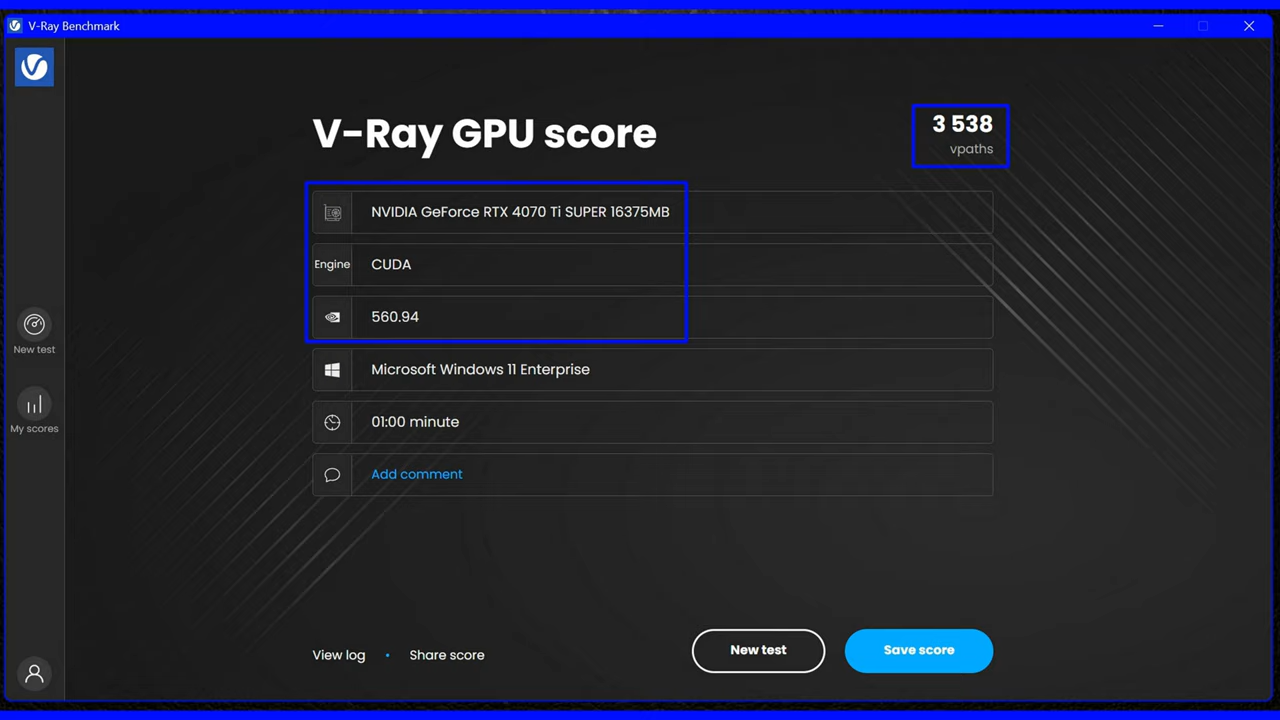 V-Ray Benchmark
V-Ray GPU score
3 538
vpaths
NVIDIA GeForce RTX 4070 Ti SUPER 16375MB
Engine
CUDA
560.94
Microsoft Windows 11 Enterprise
01:00 minute
Add comment
New test
My scores
View log • Share score
New test
Save score